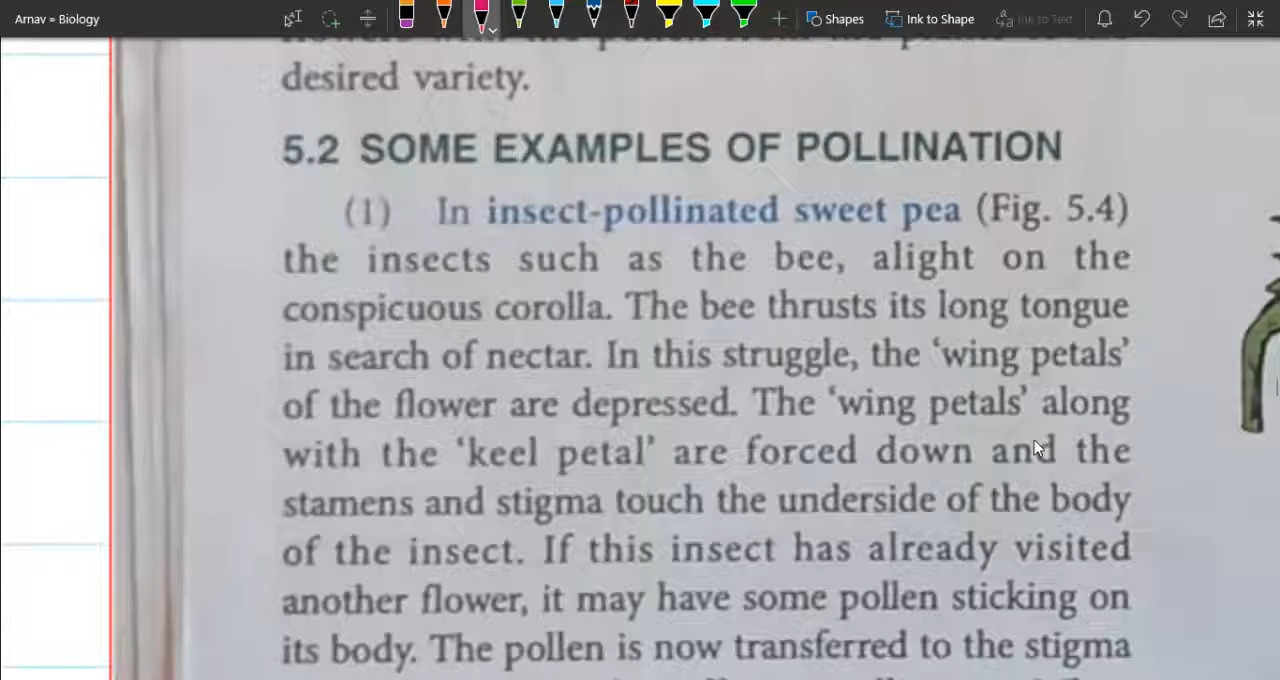 Arnav = Biology
Shapes
Ink to Shape
Ink to Text
desired variety.
5.2 SOME EXAMPLES OF POLLINATION
(1) In insect-pollinated sweet pea (Fig. 5.4)
the insects such as the bee, alight on the
conspicuous corolla. The bee thrusts its long tongue
in search of nectar. In this struggle, the ‘wing petals’
of the flower are depressed. The ‘wing petals’ along
with the ‘keel petal’ are forced down and the
stamens and stigma touch the underside of the body
of the insect. If this insect has already visited
another flower, it may have some pollen sticking on
its body. The pollen is now transferred to the stigma